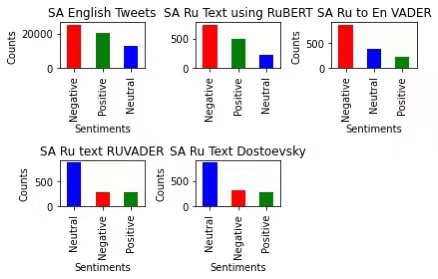 SA English Tweets
20000
0
Counts
Negative
Positive
Neutral
Sentiments
SA Ru Text using RuBERT
500
0
Counts
Negative
Positive
Neutral
Sentiments
SA Ru to En VADER
500
0
Counts
Negative
Neutral
Positive
Sentiments
SA Ru text RUVADER
500
0
Counts
Neutral
Negative
Positive
Sentiments
SA Ru Text Dostoevsky
500
0
Counts
Neutral
Negative
Positive
Sentiments